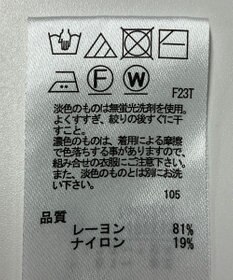 F W
F23T
淡色のものは無蛍光洗剤を使用。
よくすすぎ、絞りの後すぐに干
すこと。
濃色のものは、着用による摩擦
で色落ちする事がありますので、
組み合せの衣服にご注意下さい。
また、淡色のものとは別にお洗
い下さい。
105
品質
レーヨン 81%
ナイロン 19%